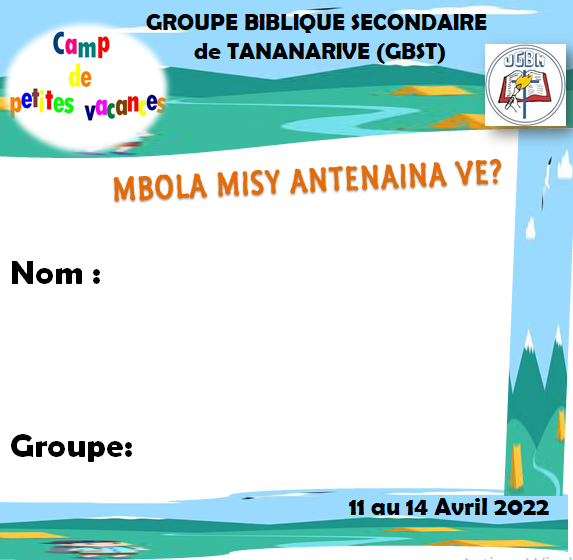 GROUPE BIBLIQUE SECONDAIRE
de TANANARIVE (GBST)
Camp
de
petites vacances
UGBM
MBOLA MISY ANTENAINA VE?
Nom :
Groupe:
11 au 14 Avril 2022